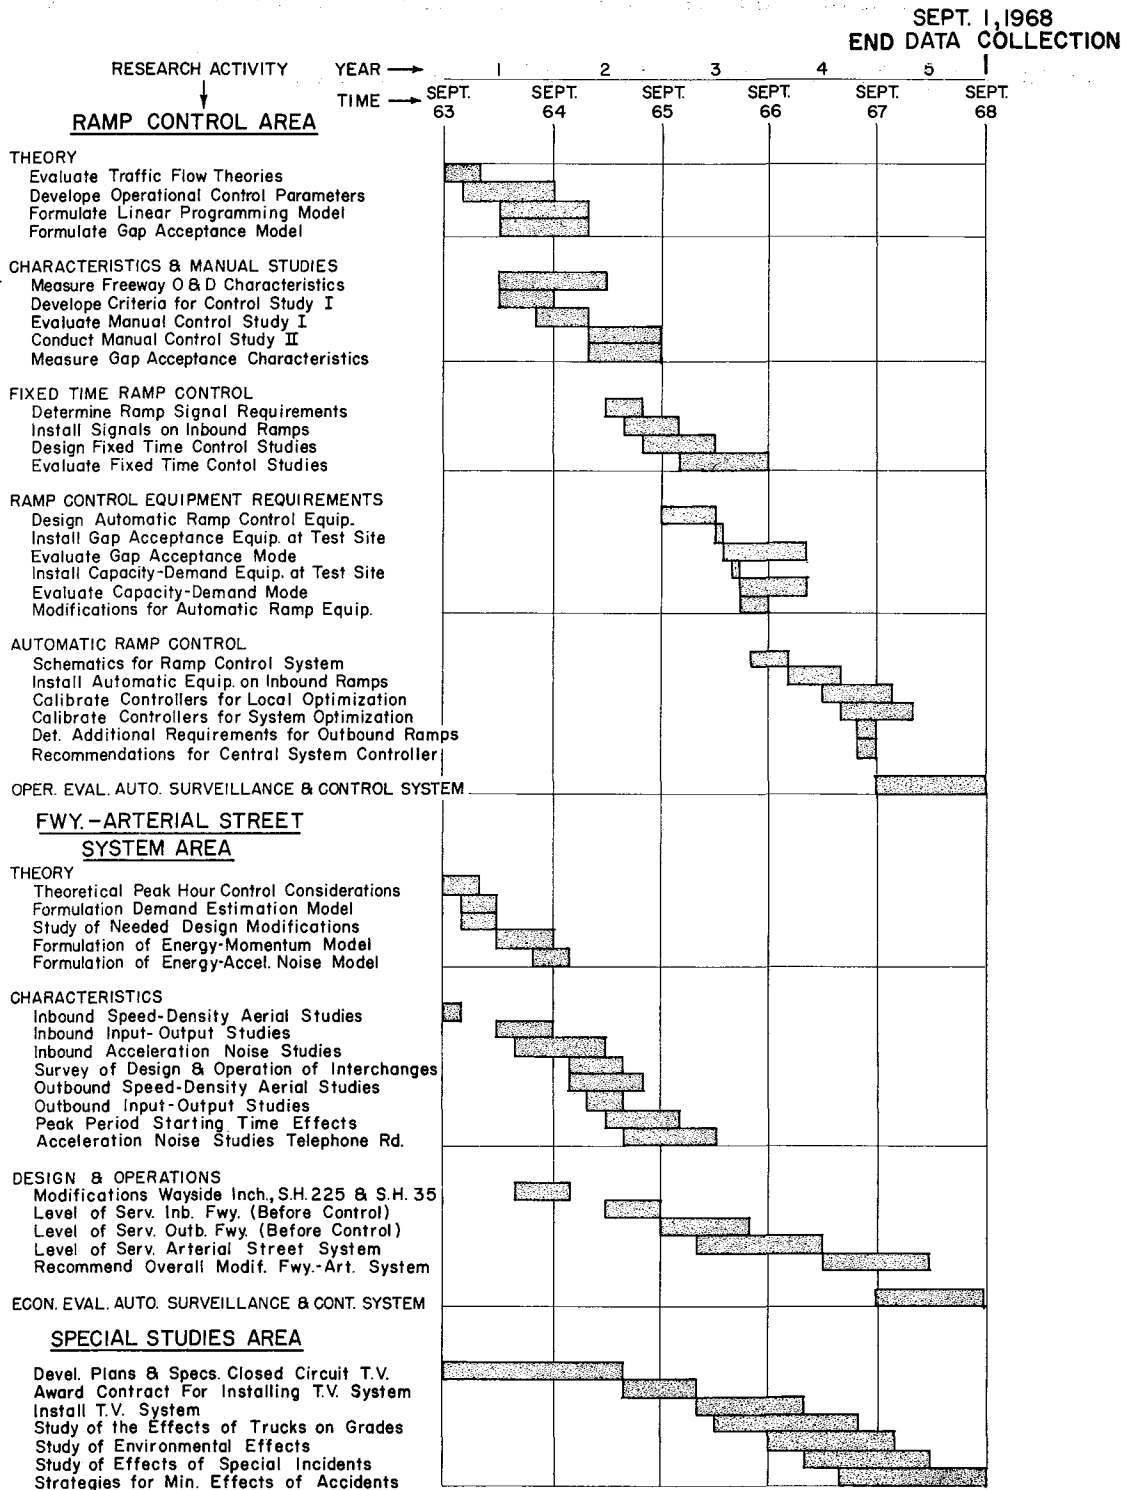 SEPT. 1, 1968
END DATA COLLECTION
RESEARCH ACTIVITY YEAR → 1 2 3 4 5
TIME → SEPT. 63 SEPT. 64 SEPT. 65 SEPT. 66 SEPT. 67 SEPT. 68
RAMP CONTROL AREA
THEORY
Evaluate Traffic Flow Theories
Develope Operational Control Parameters
Formulate Linear Programming Model
Formulate Gap Acceptance Model
CHARACTERISTICS & MANUAL STUDIES
Measure Freeway O & D Characteristics
Develope Criteria for Control Study I
Evaluate Manual Control Study I
Conduct Manual Control Study II
Measure Gap Acceptance Characteristics
FIXED TIME RAMP CONTROL
Determine Ramp Signal Requirements
Install Signals on Inbound Ramps
Design Fixed Time Control Studies
Evaluate Fixed Time Contol Studies
RAMP CONTROL EQUIPMENT REQUIREMENTS
Design Automatic Ramp Control Equip.
Install Gap Acceptance Equip. at Test Site
Evaluate Gap Acceptance Mode
Install Capacity-Demand Equip. at Test Site
Evaluate Capacity-Demand Mode
Modifications for Automatic Ramp Equip.
AUTOMATIC RAMP CONTROL
Schematics for Ramp Control System
Install Automatic Equip. on Inbound Ramps
Calibrate Controllers for Local Optimization
Calibrate Controllers for System Optimization
Det. Additional Requirements for Outbound Ramps
Recommendations for Central System Controller
OPER. EVAL. AUTO. SURVEILLANCE & CONTROL SYSTEM
FWY.-ARTERIAL STREET
SYSTEM AREA
THEORY
Theoretical Peak Hour Control Considerations
Formulation Demand Estimation Model
Study of Needed Design Modifications
Formulation of Energy-Momentum Model
Formulation of Energy-Accel. Noise Model
CHARACTERISTICS
Inbound Speed-Density Aerial Studies
Inbound Input-Output Studies
Inbound Acceleration Noise Studies
Survey of Design & Operation of Interchanges
Outbound Speed-Density Aerial Studies
Outbound Input-Output Studies
Peak Period Starting Time Effects
Acceleration Noise Studies Telephone Rd.
DESIGN & OPERATIONS
Modifications Wayside Inch., S.H. 225 & S.H. 35
Level of Serv. Inb. Fwy. (Before Control)
Level of Serv. Outb. Fwy. (Before Control)
Level of Serv. Arterial Street System
Recommend Overall Modif. Fwy.-Art. System
ECON. EVAL. AUTO. SURVEILLANCE & CONT. SYSTEM
SPECIAL STUDIES AREA
Devel. Plans & Specs. Closed Circuit T.V.
Award Contract For Installing T.V. System
Install T.V. System
Study of the Effects of Trucks on Grades
Study of Environmental Effects
Study of Effects of Special Incidents
Strategies for Min. Effects of Accidents